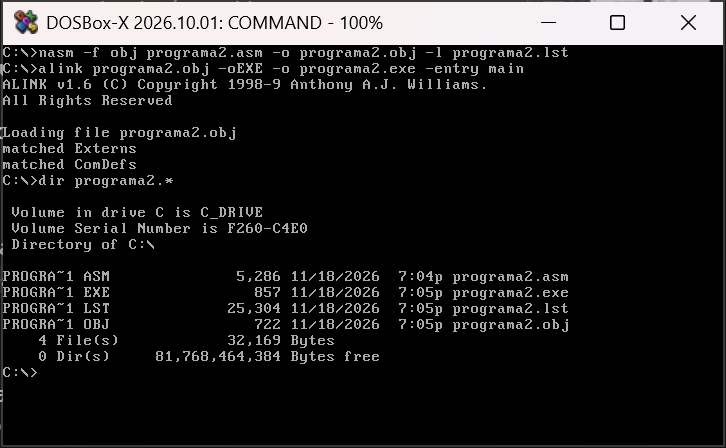 DOSBox-X 2026.10.01: COMMAND - 100%
C:\>nasm -f obj programa2.asm -o programa2.obj -l programa2.lst
C:\>alink programa2.obj -oEXE -o programa2.exe -entry main
ALINK v1.6 (C) Copyright 1998-9 Anthony A.J. Williams.
All Rights Reserved
Loading file programa2.obj
matched Externs
matched ComDefs
C:\>dir programa2.*
Volume in drive C is C_DRIVE
Volume Serial Number is F260-C4E0
Directory of C:\
PROGRA~1 ASM 5,286 11/18/2026 7:04p programa2.asm
PROGRA~1 EXE 857 11/18/2026 7:05p programa2.exe
PROGRA~1 LST 25,304 11/18/2026 7:05p programa2.lst
PROGRA~1 OBJ 722 11/18/2026 7:05p programa2.obj
4 File(s) 32,169 Bytes
0 Dir(s) 81,768,464,384 Bytes free
C:\>